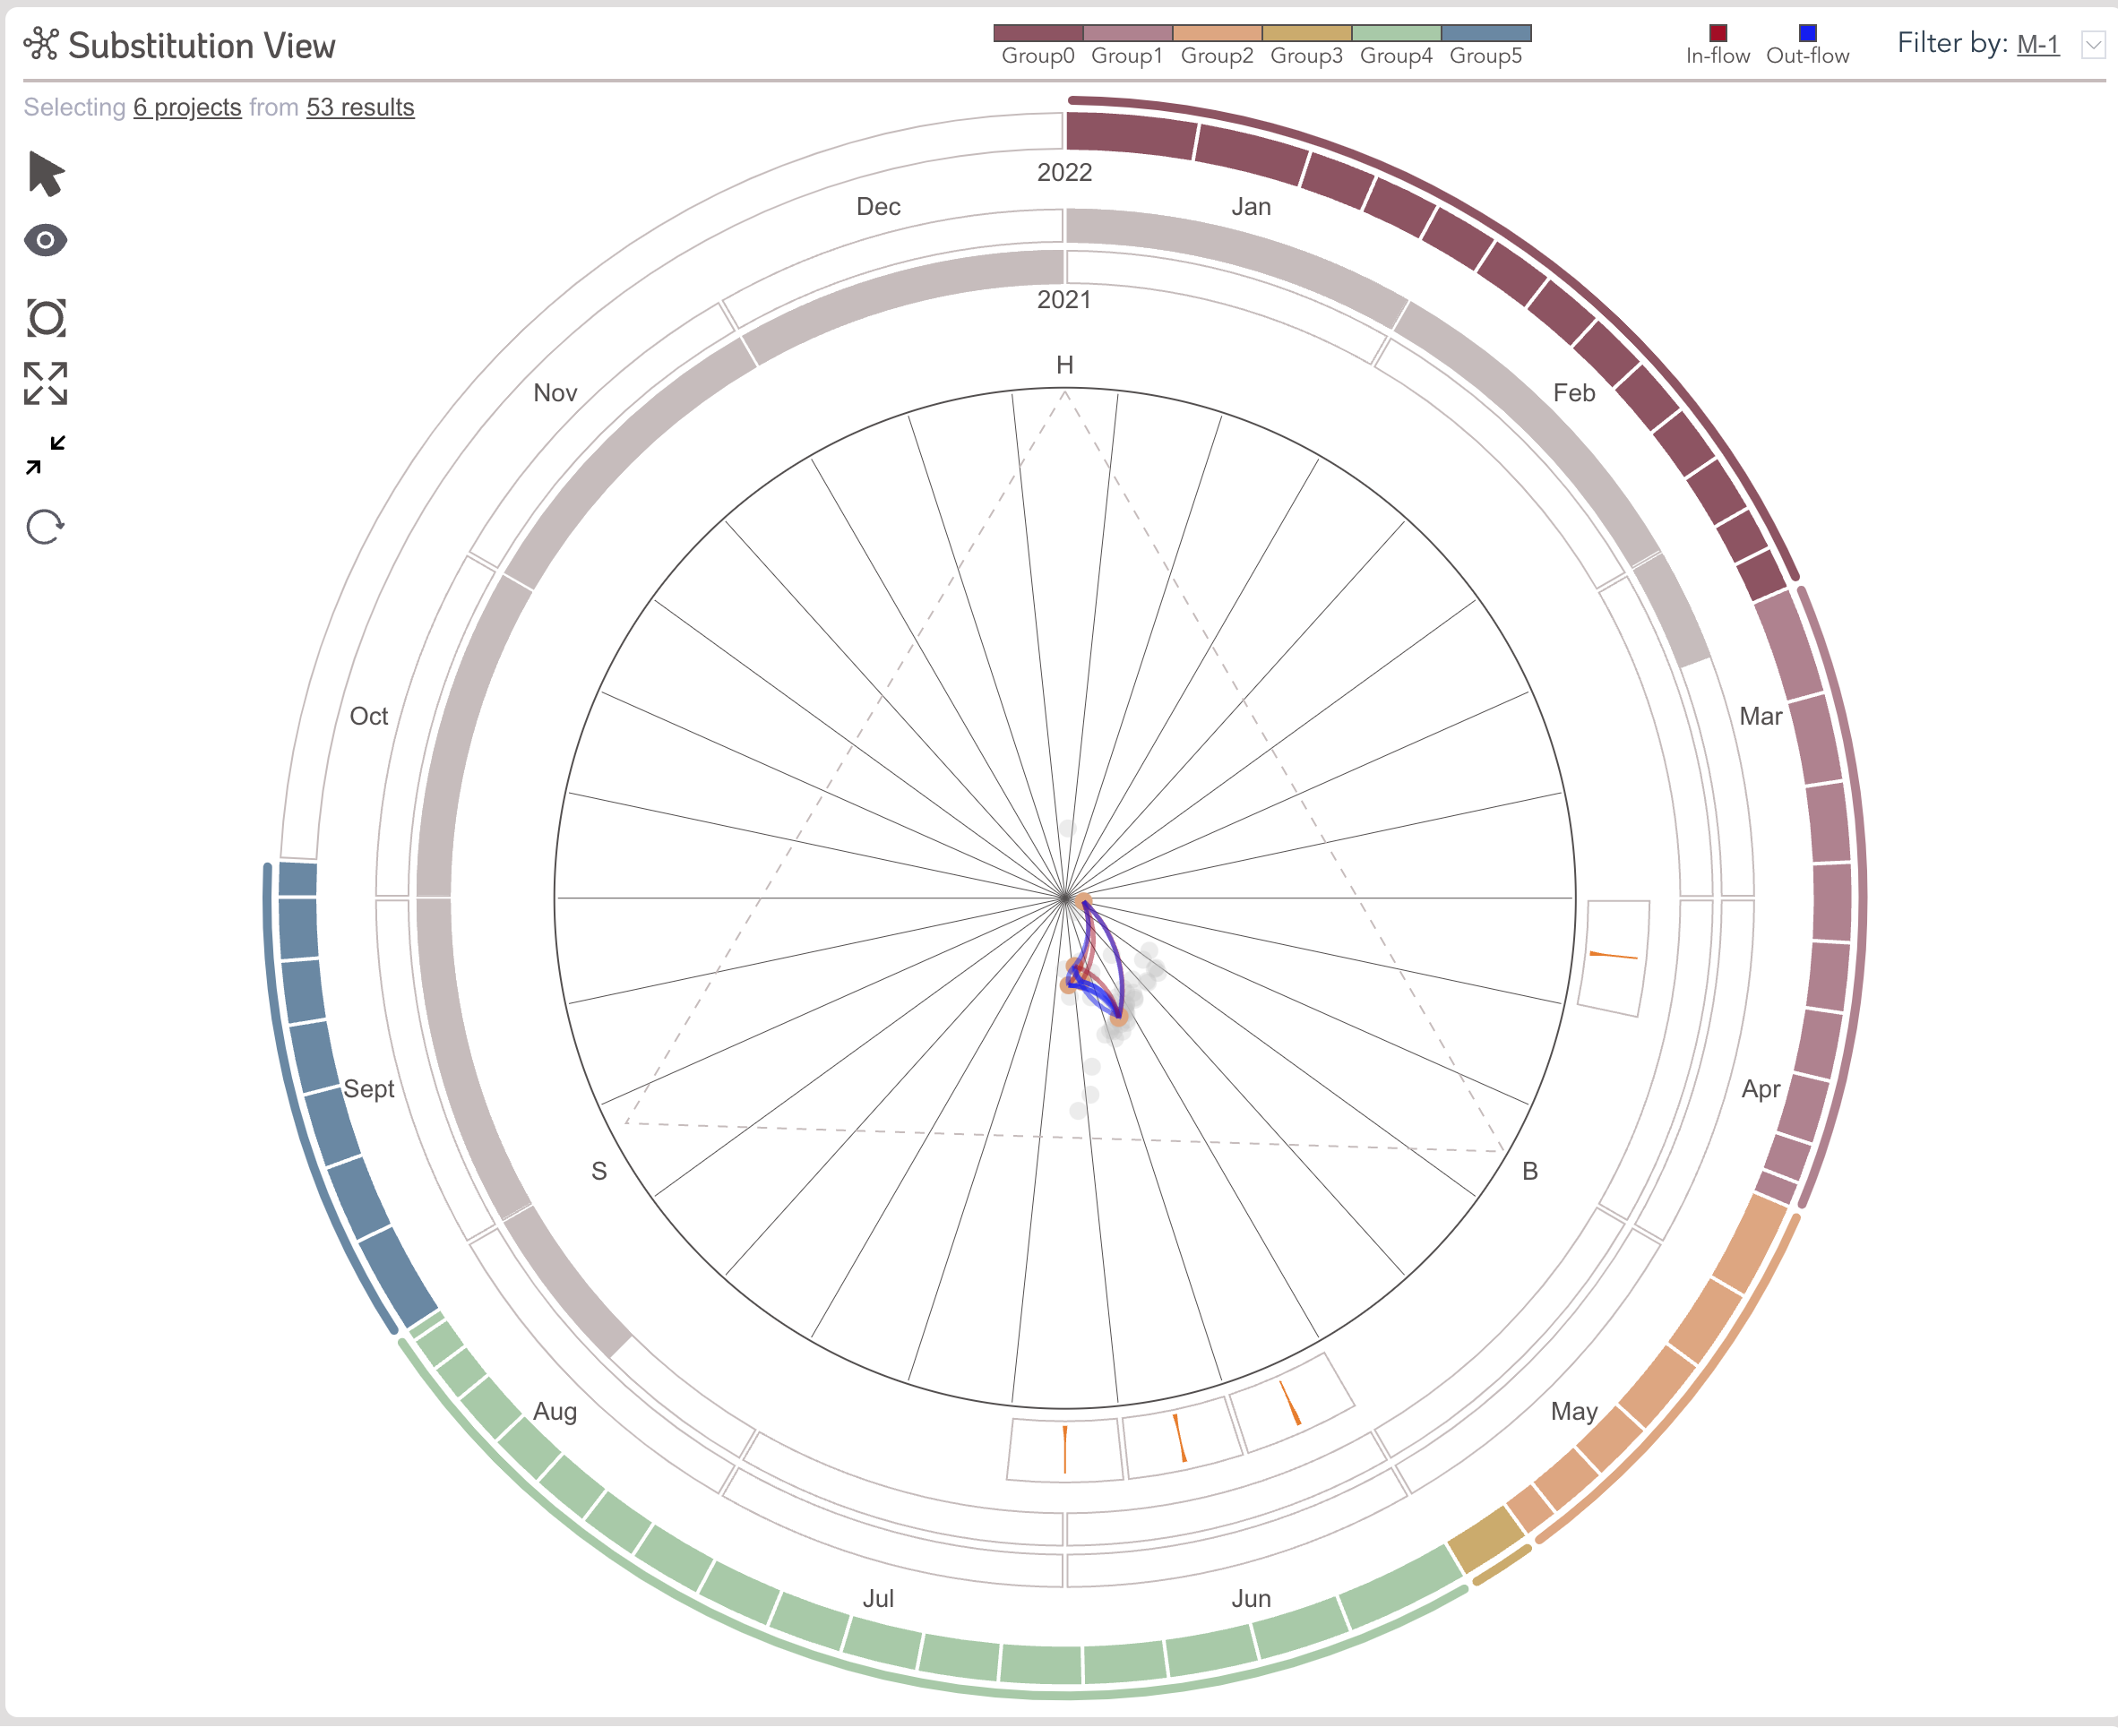 Substitution View
Group0 Group1 Group2 Group3 Group4 Group5
In-flow Out-flow
Filter by: M-1
Selecting 6 projects from 53 results
2022
Dec
Jan
2021
H
Nov
Feb
Oct
Mar
Sept
Apr
S
B
Aug
May
Jul
Jun